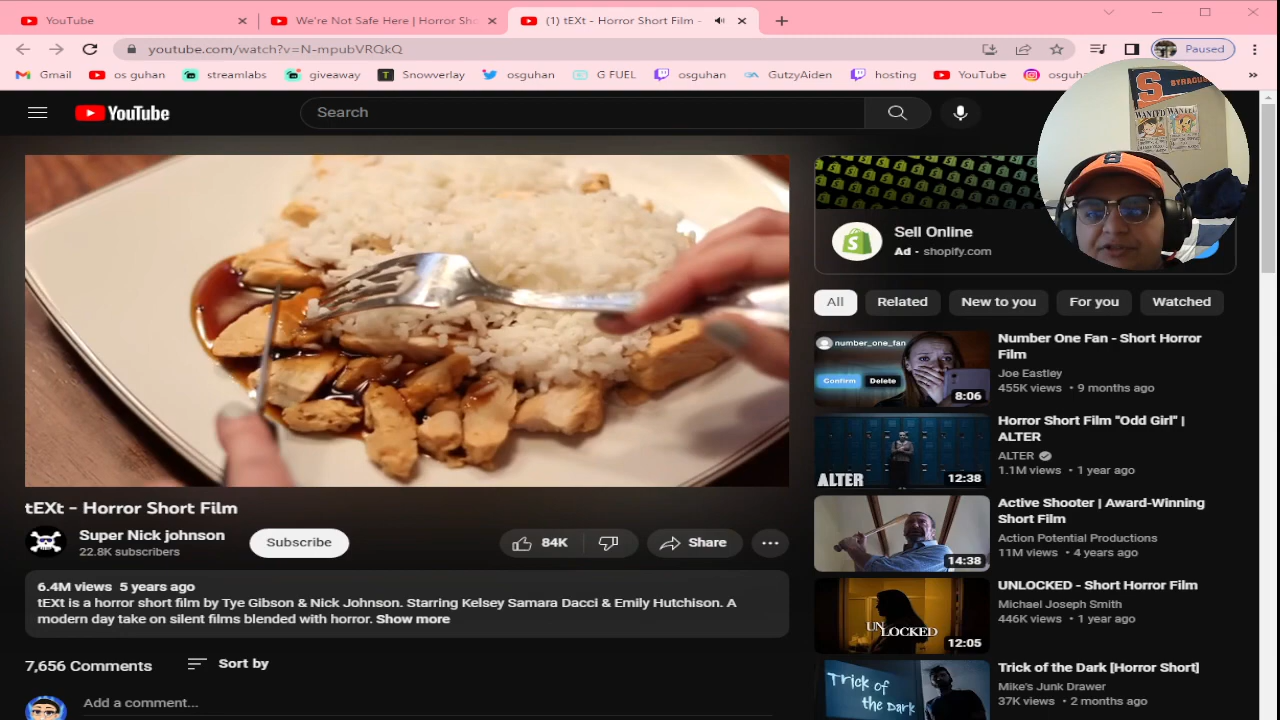 YouTube
We're Not Safe Here | Horror Sho
(1) tEXt - Horror Short Film -
youtube.com/watch?v=N-mpubVRQkQ
Paused
Gmail
os guhan
streamlabs
giveaway
Snowverlay
osguhan
G FUEL
osguhan
GutzyAiden
hosting
YouTube
osguha
YouTube
Search
S
SYRACUS
WANTED WANTED
Sell Online
Ad · shopify.com
All
Related
New to you
For you
Watched
number_one_fan
Confirm
Delete
8:06
Number One Fan - Short Horror
Film
Joe Eastley
455K views • 9 months ago
ALTER
12:38
Horror Short Film "Odd Girl" |
ALTER
ALTER
1.1M views • 1 year ago
14:38
Active Shooter | Award-Winning
Short Film
Action Potential Productions
11M views • 4 years ago
UNLOCKED
12:05
UNLOCKED - Short Horror Film
Michael Joseph Smith
446K views • 1 year ago
Trick of
the Dark
Trick of the Dark [Horror Short]
Mike's Junk Drawer
37K views • 2 months ago
tEXt - Horror Short Film
Super Nick johnson
22.8K subscribers
Subscribe
84K
Share
6.4M views 5 years ago
tEXt is a horror short film by Tye Gibson & Nick Johnson. Starring Kelsey Samara Dacci & Emily Hutchison. A
modern day take on silent films blended with horror. Show more
7,656 Comments
Sort by
Add a comment...